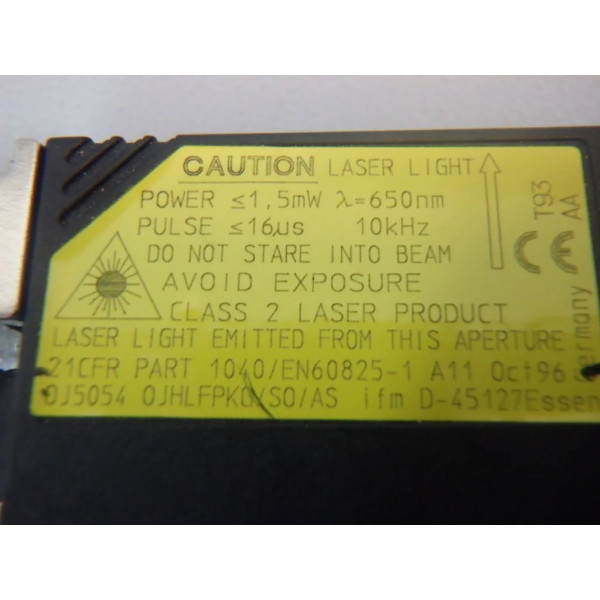 CAUTION LASER LIGHT
POWER ≤1,5mW λ=650nm
PULSE ≤16µs 10kHz
DO NOT STARE INTO BEAM
AVOID EXPOSURE
CLASS 2 LASER PRODUCT
LASER LIGHT EMITTED FROM THIS APERTURE
21CFR PART 1040/EN60825-1 A11 Oct96
OJ5054 OJHLFPKG/SO/AS ifm D-45127Essen
Germany
CE
T93
AA